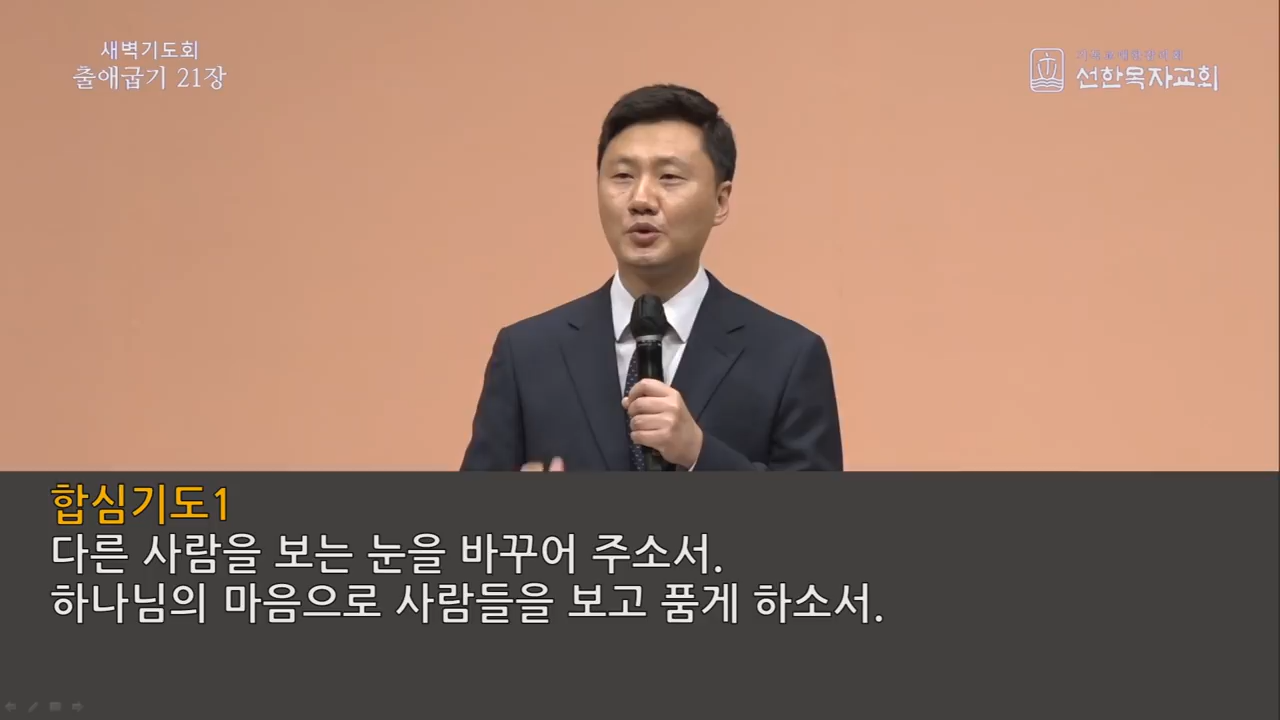 새벽기도회
출애굽기 21장
선한목자교회
합심기도1
다른 사람을 보는 눈을 바꾸어 주소서.
하나님의 마음으로 사람들을 보고 품게 하소서.